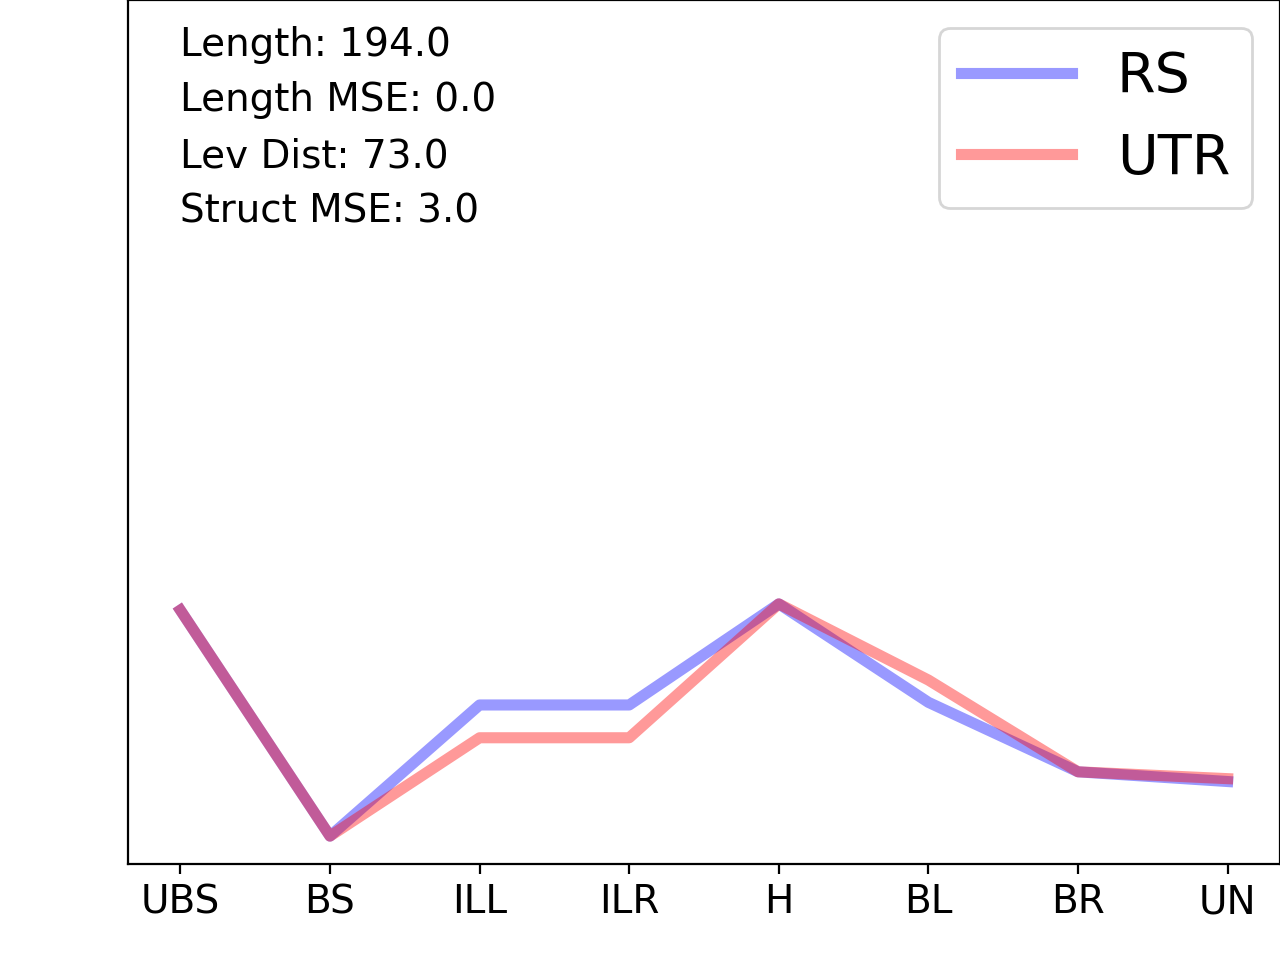 Length: 194.0
Length MSE: 0.0
Lev Dist: 73.0
Struct MSE: 3.0
RS
UTR
UBS BS ILL ILR H BL BR UN